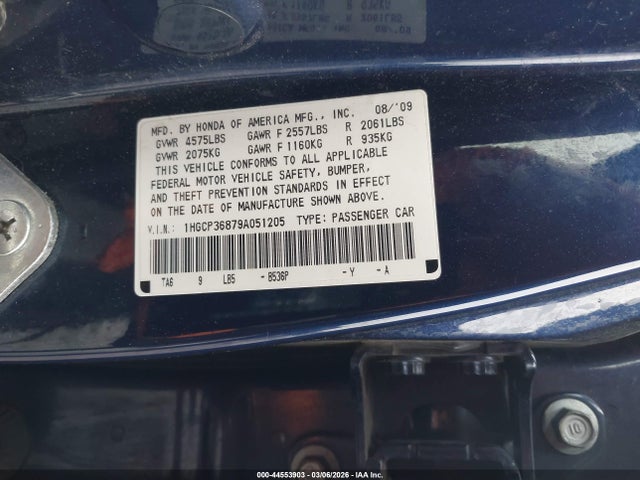 MFD. BY HONDA OF AMERICA MFG., INC. 08/'09
GVWR 4575LBS GAWR F 2557LBS R 2061LBS
GVWR 2075KG GAWR F 1160KG R 935KG
THIS VEHICLE CONFORMS TO ALL APPLICABLE
FEDERAL MOTOR VEHICLE SAFETY, BUMPER,
AND THEFT PREVENTION STANDARDS IN EFFECT
ON THE DATE OF MANUFACTURE SHOWN ABOVE.
V.I.N.: 1HGCP36879A051205 TYPE: PASSENGER CAR
TA6 9 LB5 - B536P - Y - A
10
000-44553903 - 03/06/2026 - IAA Inc.